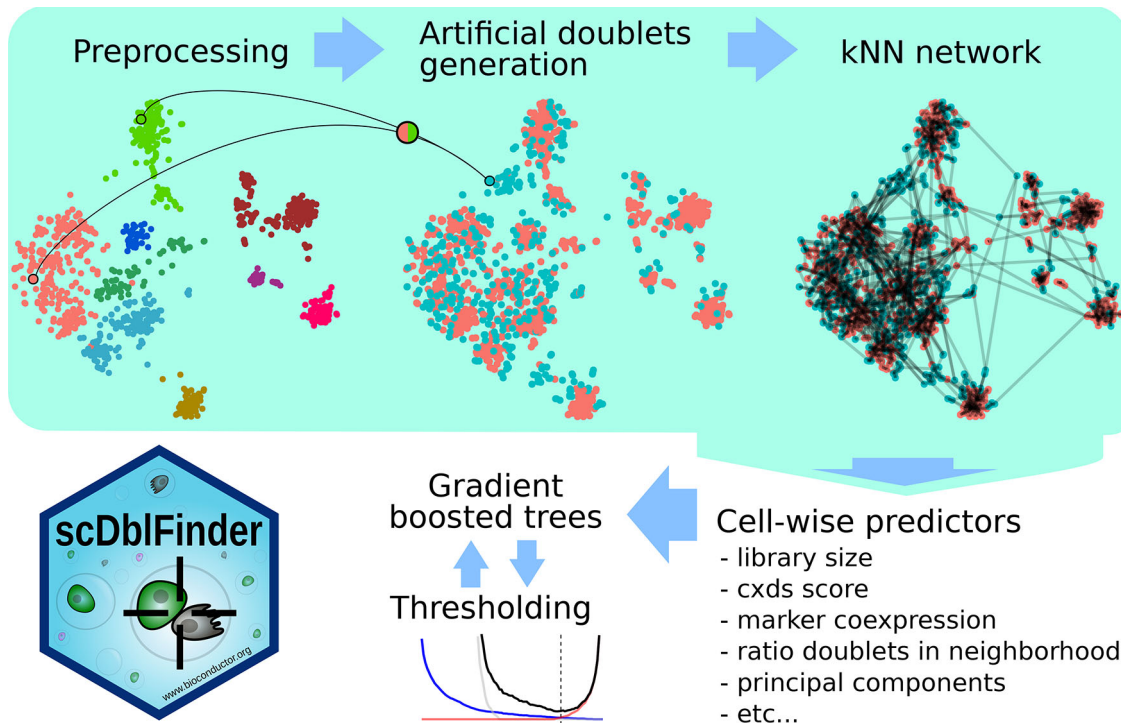 Preprocessing
Artificial doublets
generation
kNN network
scDblFinder
www.bioconductor.org
Gradient
boosted trees
Thresholding
Cell-wise predictors
- library size
- cxds score
- marker coexpression
- ratio doublets in neighborhood
- principal components
- etc...